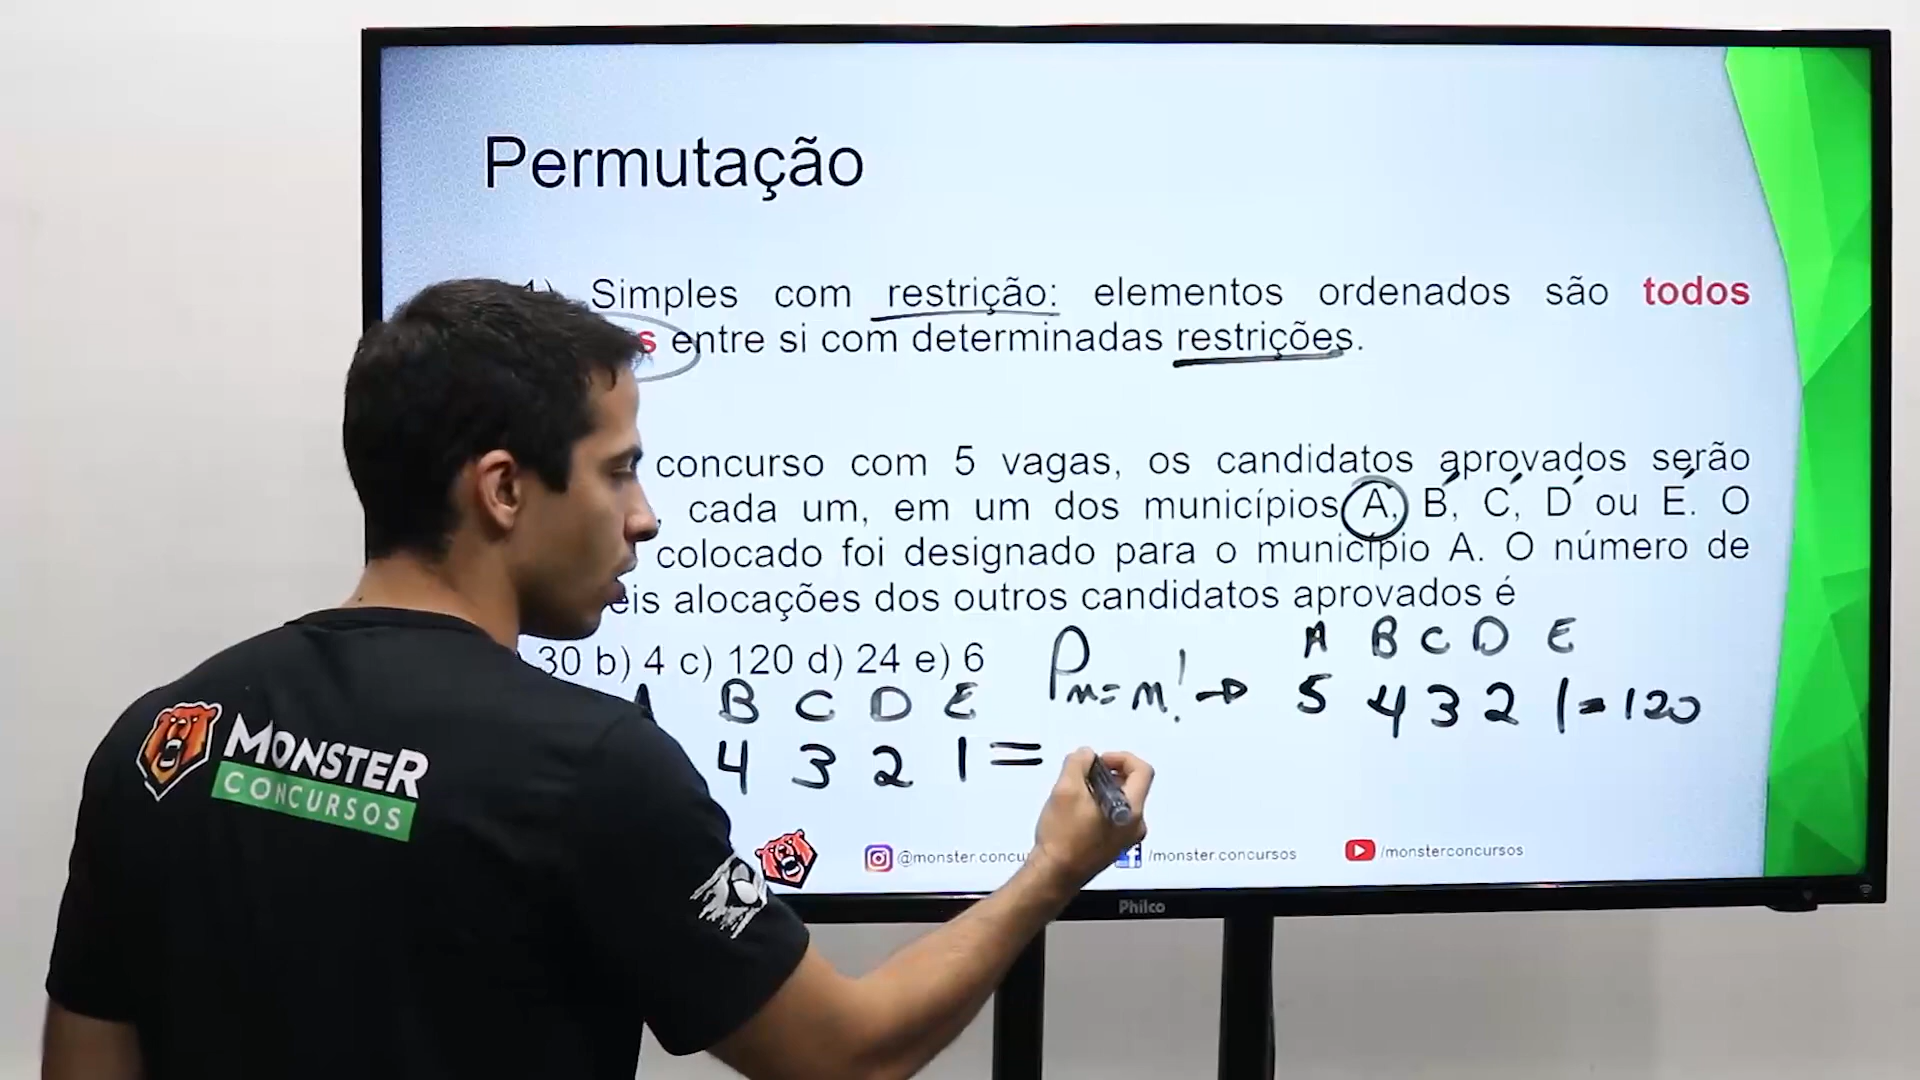 Permutação
1) Simples com restrição: elementos ordenados são todos
s entre si com determinadas restrições.
concurso com 5 vagas, os candidatos aprovados serão
, cada um, em um dos municípios A, B, C, D ou E. O
colocado foi designado para o município A. O número de
eis alocações dos outros candidatos aprovados é
30 b) 4 c) 120 d) 24 e) 6
A B C D E
Pn = n! → 5 4 3 2 1 = 120
B C D E
4 3 2 1 =
@monster.concu
/monster.concursos
/monsterconcursos
Philco
MONSTER
CONCURSOS